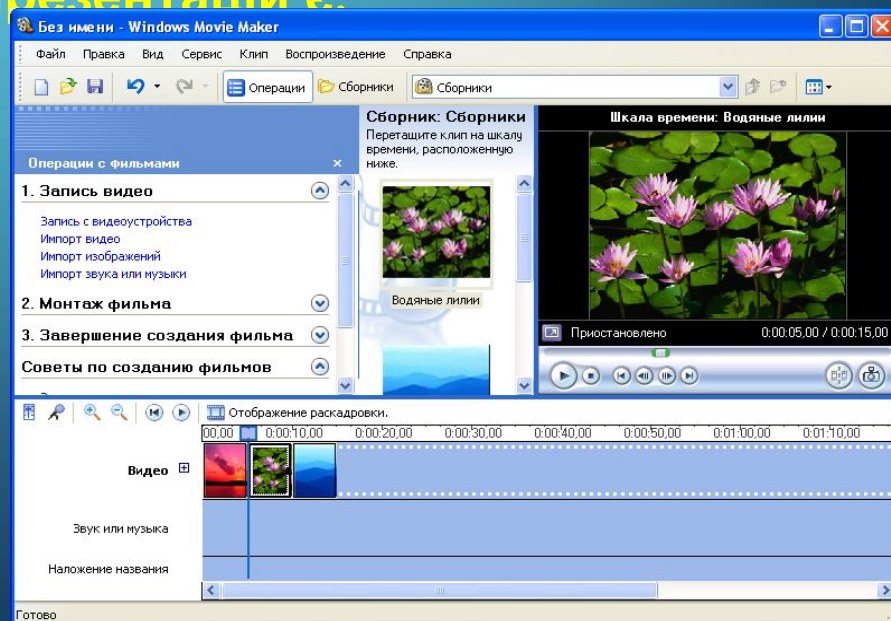 Без имени - Windows Movie Maker
Файл Правка Вид Сервис Клип Воспроизведение Справка
Операции Сборники Сборники
Операции с фильмами
1. Запись видео
Запись с видеоустройства
Импорт видео
Импорт изображений
Импорт звука или музыки
2. Монтаж фильма
3. Завершение создания фильма
Советы по созданию фильмов
Сборник: Сборники
Перетащите клип на шкалу
времени, расположенную
ниже.
Водяные лилии
Шкала времени: Водяные лилии
Приостановлено 0:00:05,00 / 0:00:15,00
Отображение раскадровки.
00,00 0:00:10,00 0:00:20,00 0:00:30,00 0:00:40,00 0:00:50,00 0:01:00,00 0:01:10,00
Видео
Звук или музыка
Наложение названия
Готово